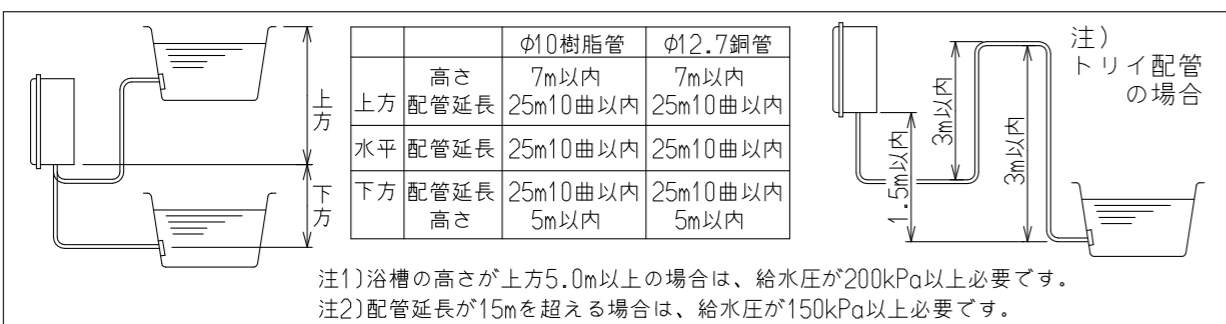 上方
下方
φ10樹脂管 φ12.7銅管
高さ 7m以内 7m以内
上方 配管延長 25m10曲以内 25m10曲以内
水平 配管延長 25m10曲以内 25m10曲以内
下方 配管延長 25m10曲以内 25m10曲以内
高さ 5m以内 5m以内
注)
トリイ配管
の場合
3m以内
3m以内
1.5m以内
注1)浴槽の高さが上方5.0m以上の場合は、給水圧が200kPa以上必要です。
注2)配管延長が15mを超える場合は、給水圧が150kPa以上必要です。